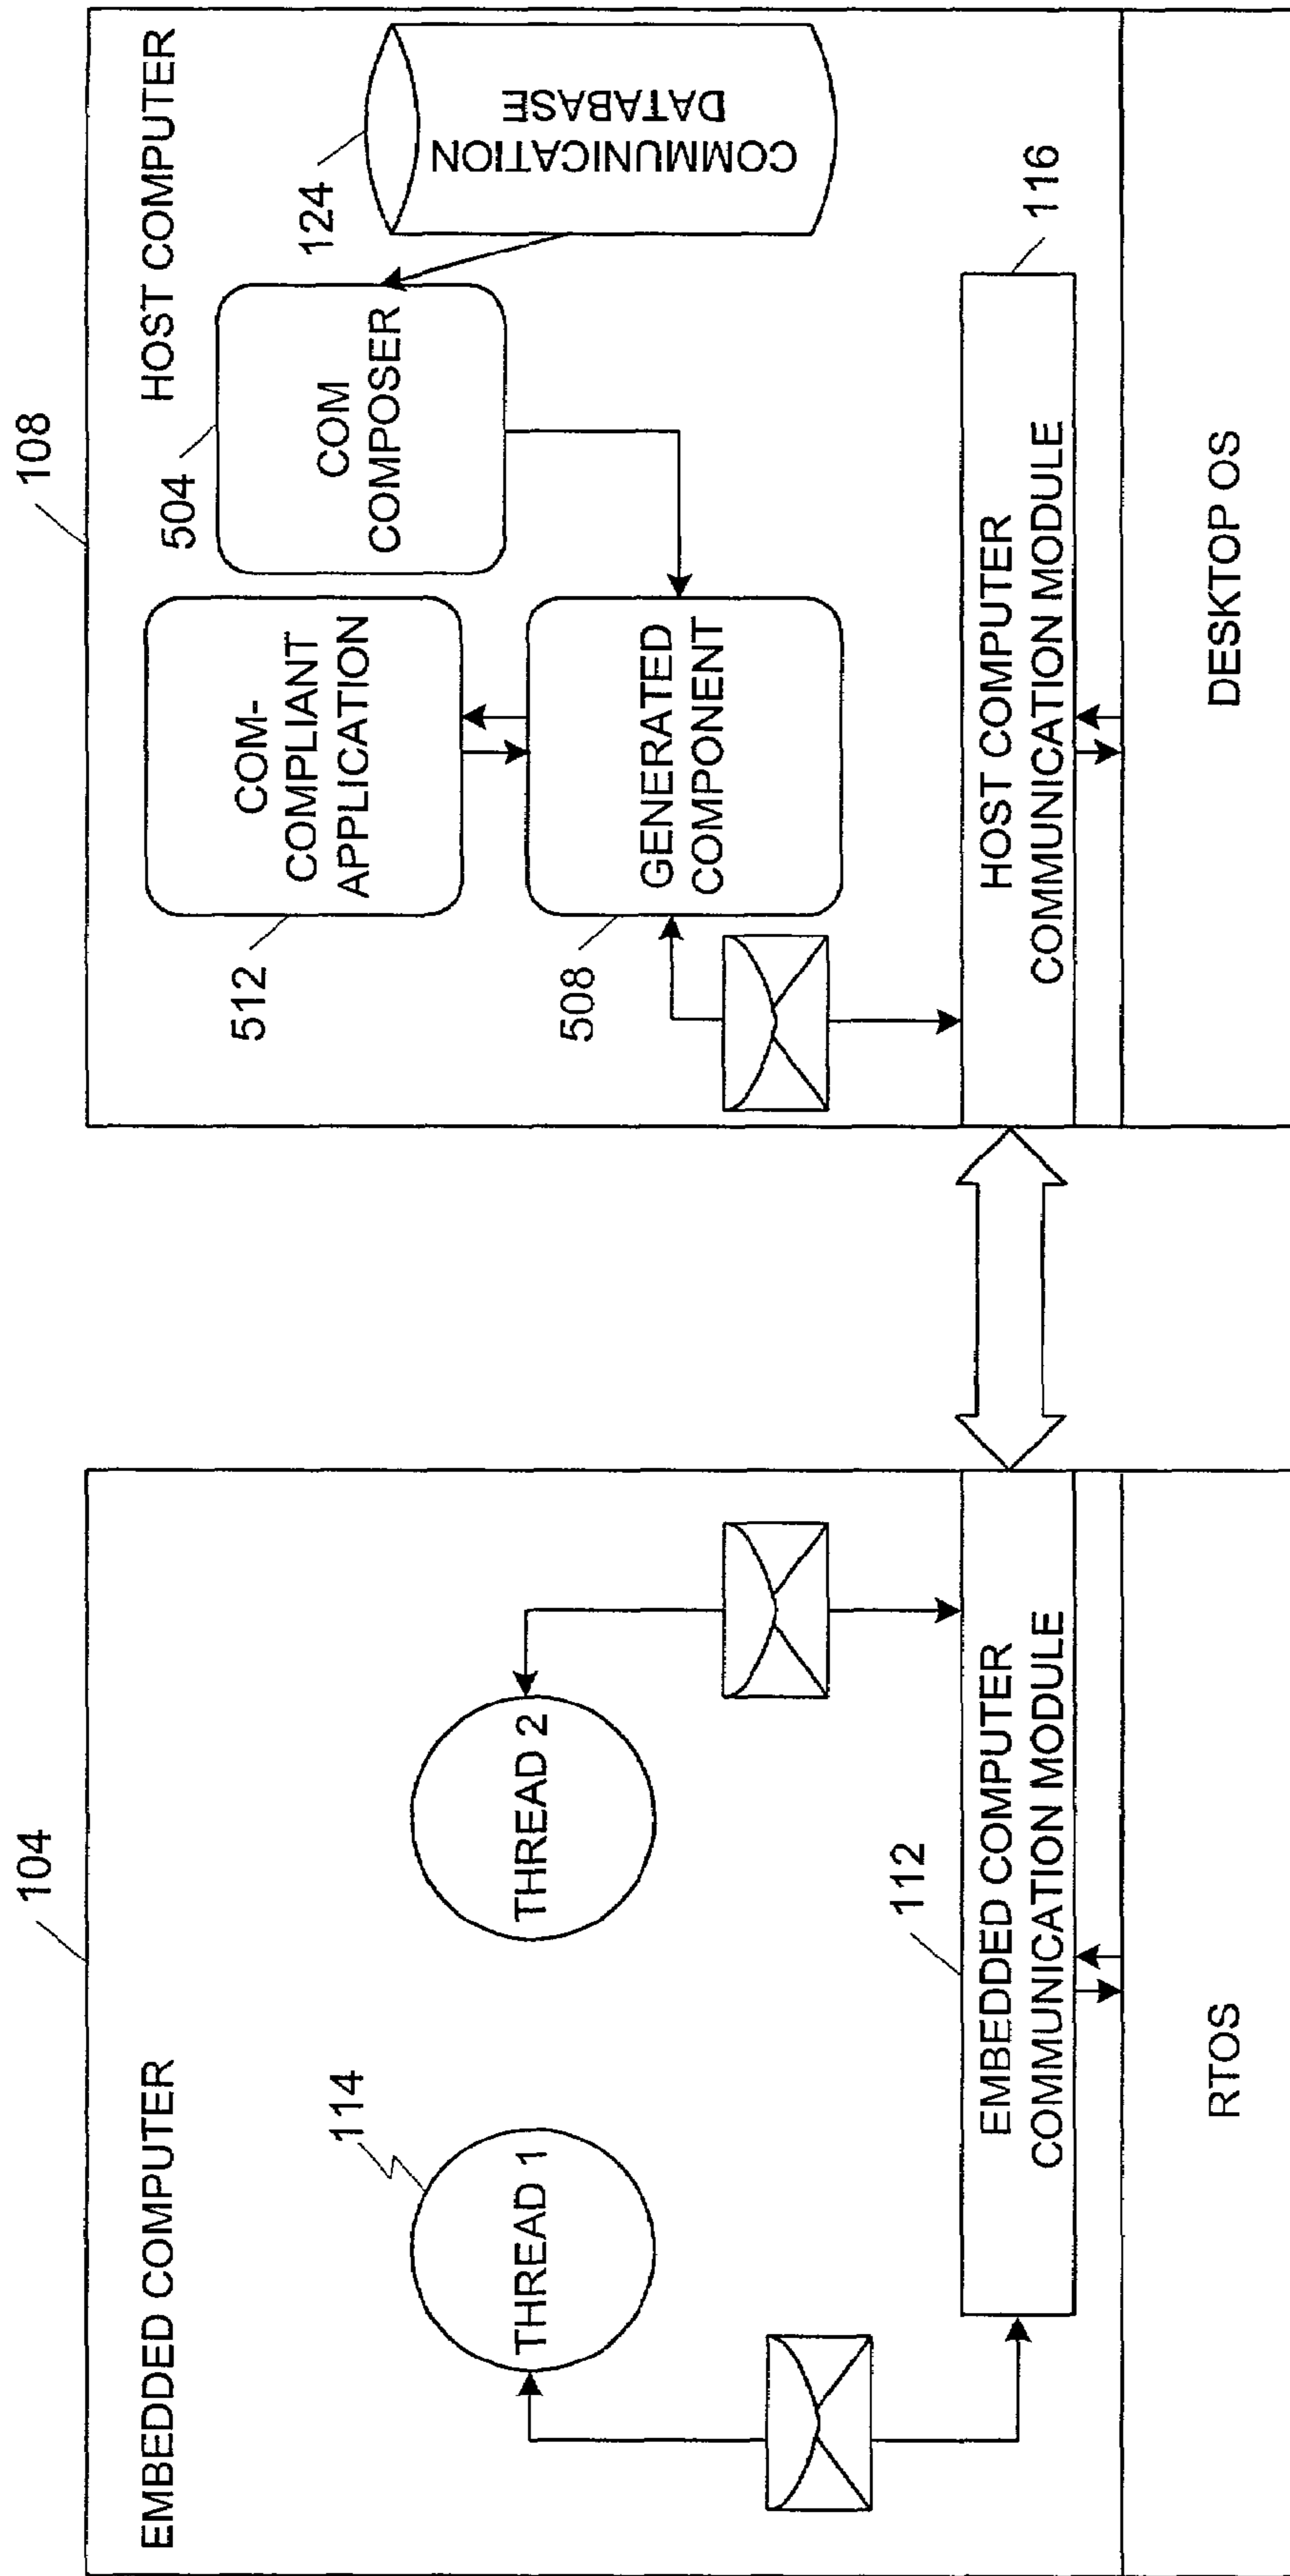 104
108
EMBEDDED COMPUTER
HOST COMPUTER
114
THREAD 1
THREAD 2
512
COM-
COMPLIANT
APPLICATION
504
COM
COMPOSER
124
COMMUNICATION
DATABASE
508
GENERATED
COMPONENT
112
EMBEDDED COMPUTER
COMMUNICATION MODULE
HOST COMPUTER
COMMUNICATION MODULE
116
RTOS
DESKTOP OS